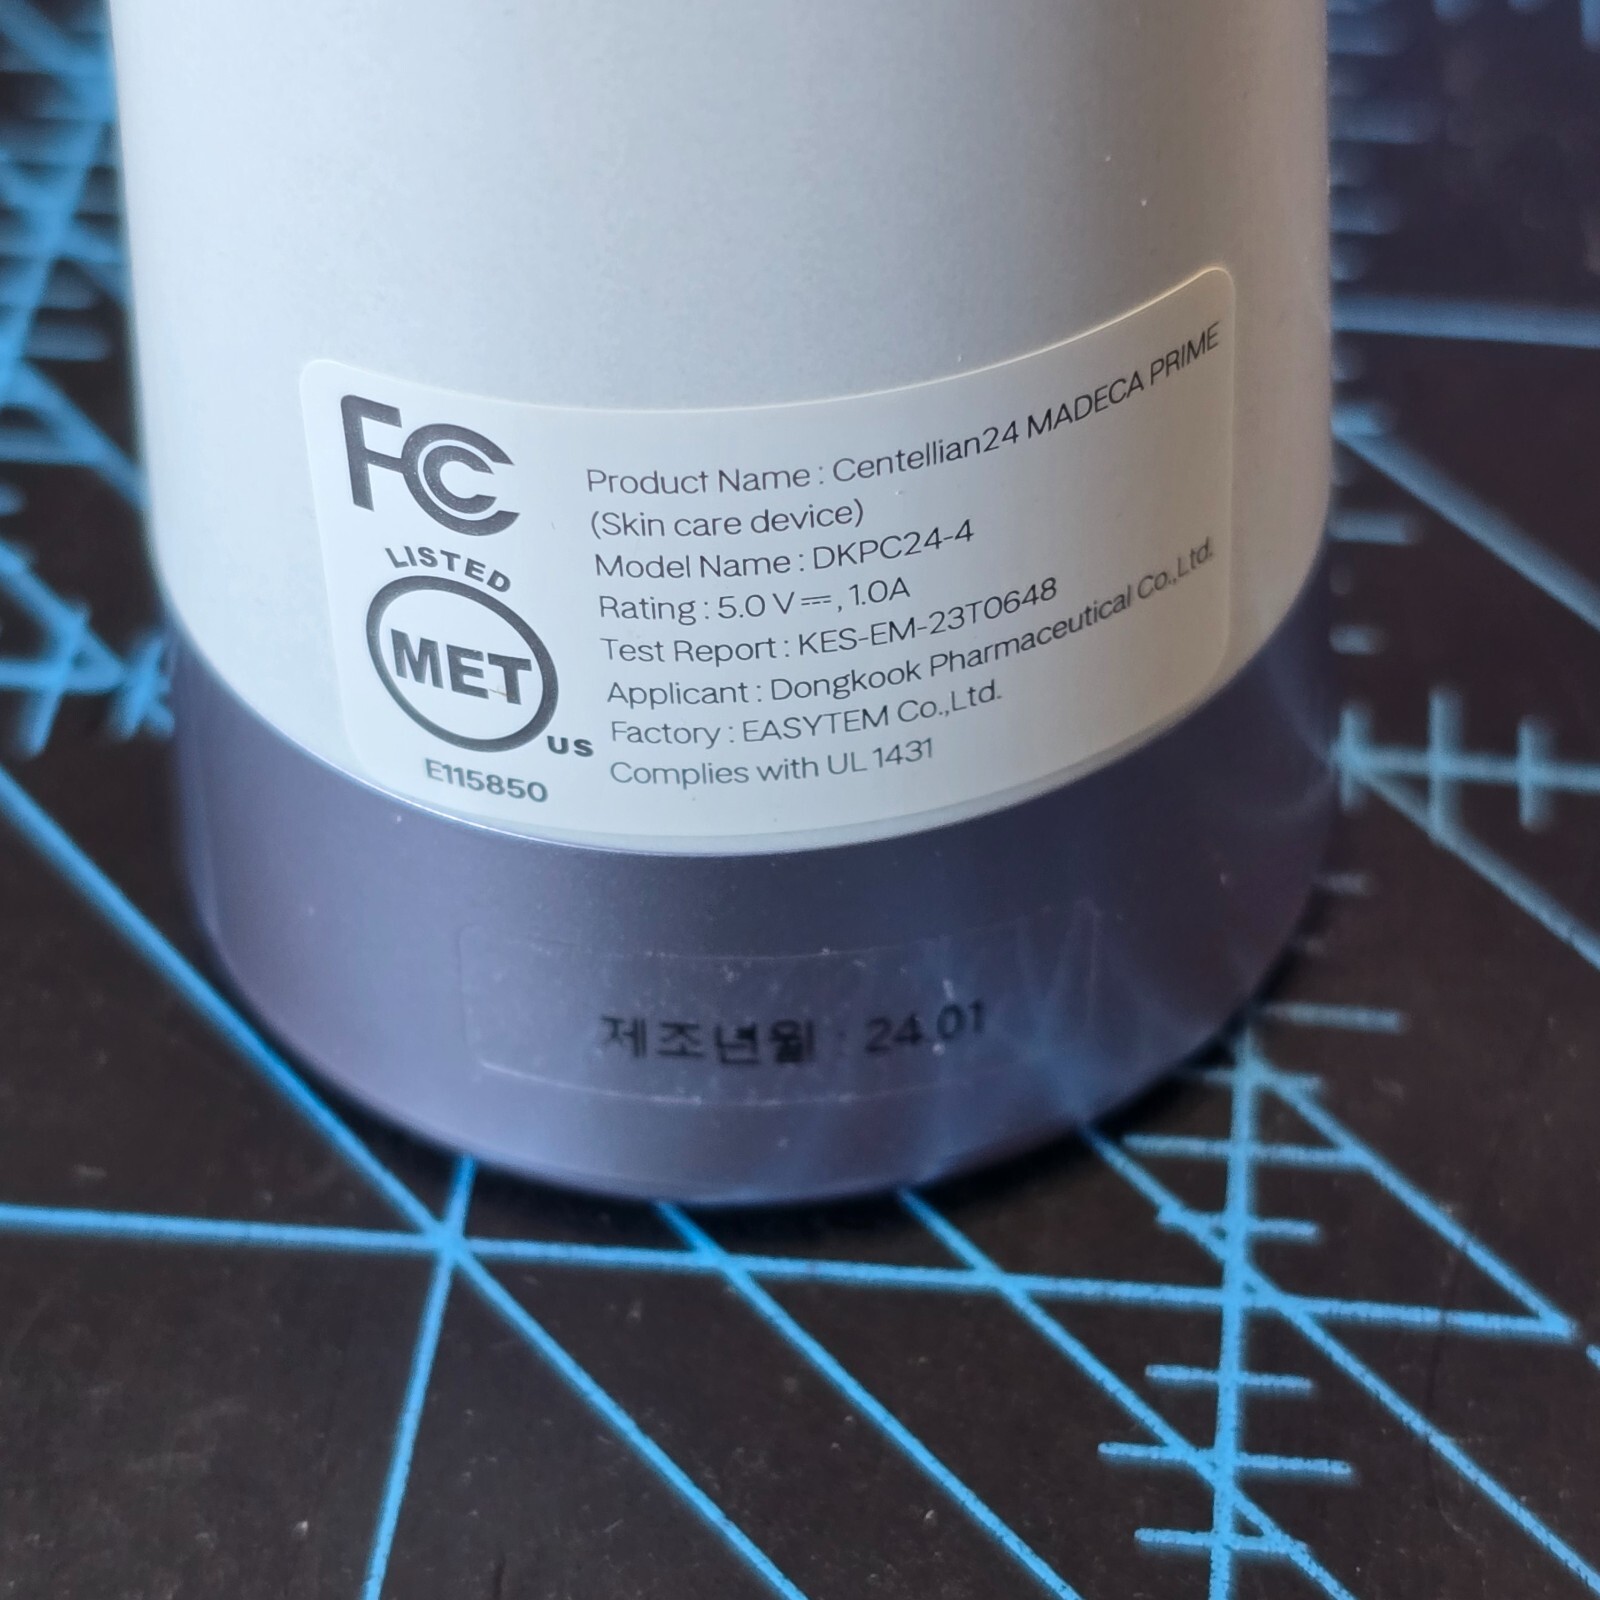 FC
LISTED
MET
US
E115850
Product Name : Centellian24 MADECA PRIME
(Skin care device)
Model Name : DKPC24-4
Rating : 5.0 V⎓, 1.0A
Test Report : KES-EM-23T0648
Applicant : Dongkook Pharmaceutical Co.,Ltd.
Factory : EASYTEM Co.,Ltd.
Complies with UL 1431
제조년월 : 24.01